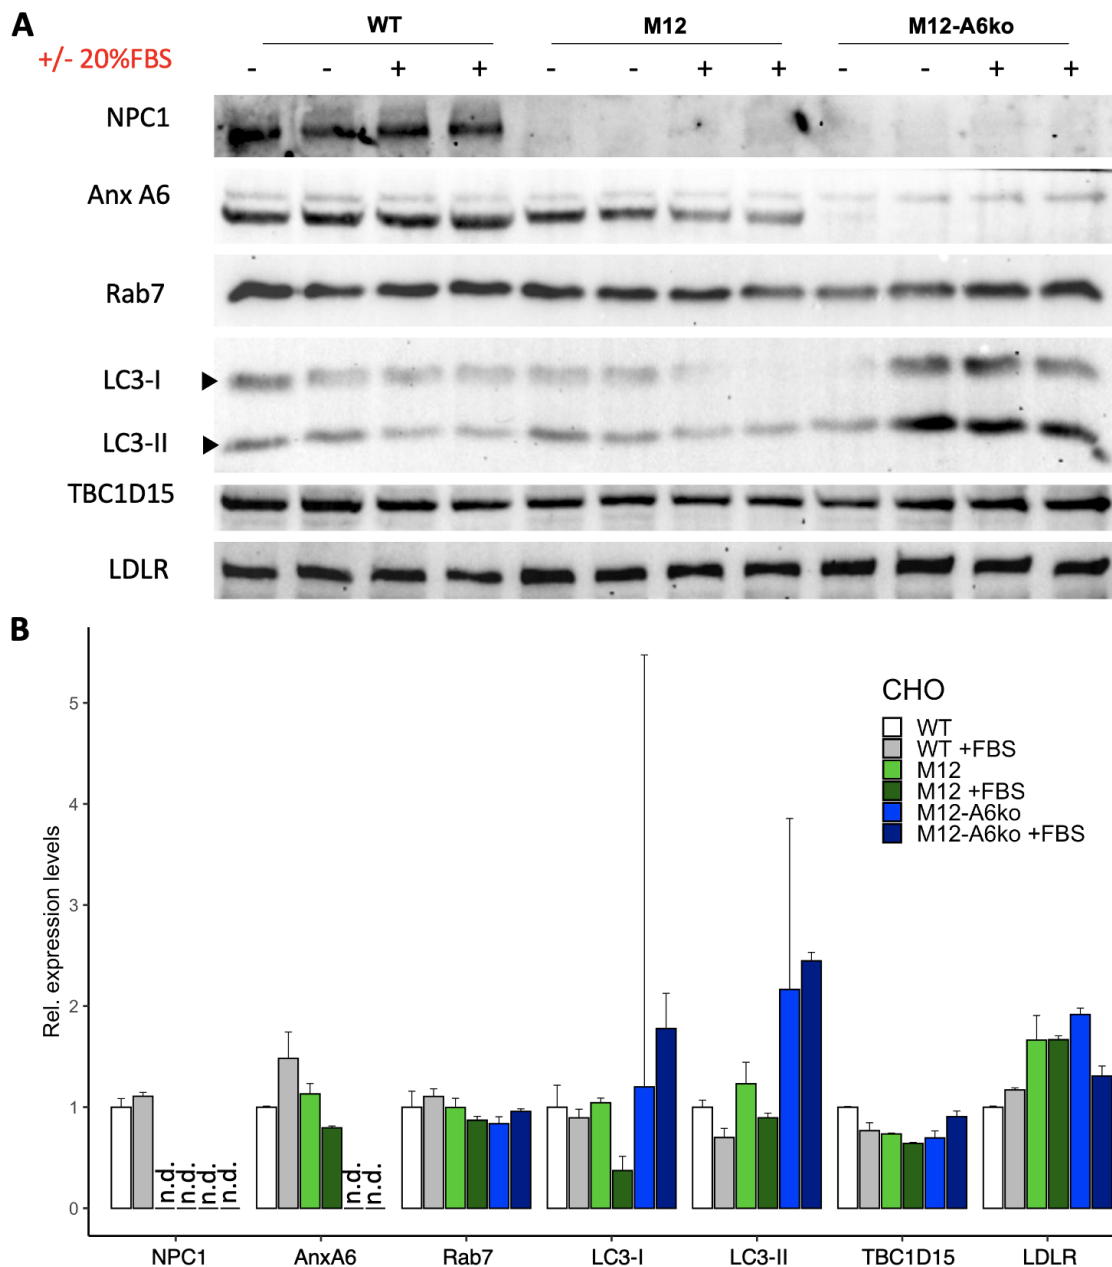 A
WT M12 M12-A6ko
+/- 20%FBS - - + + - - + + - - + +
NPC1
Anx A6
Rab7
LC3-I
LC3-II
TBC1D15
LDLR
B
CHO
WT
WT +FBS
M12
M12 +FBS
M12-A6ko
M12-A6ko +FBS
Rel. expression levels
5
4
3
2
1
0
n.d. n.d. n.d. n.d. n.d. n.d.
NPC1 AnxA6 Rab7 LC3-I LC3-II TBC1D15 LDLR